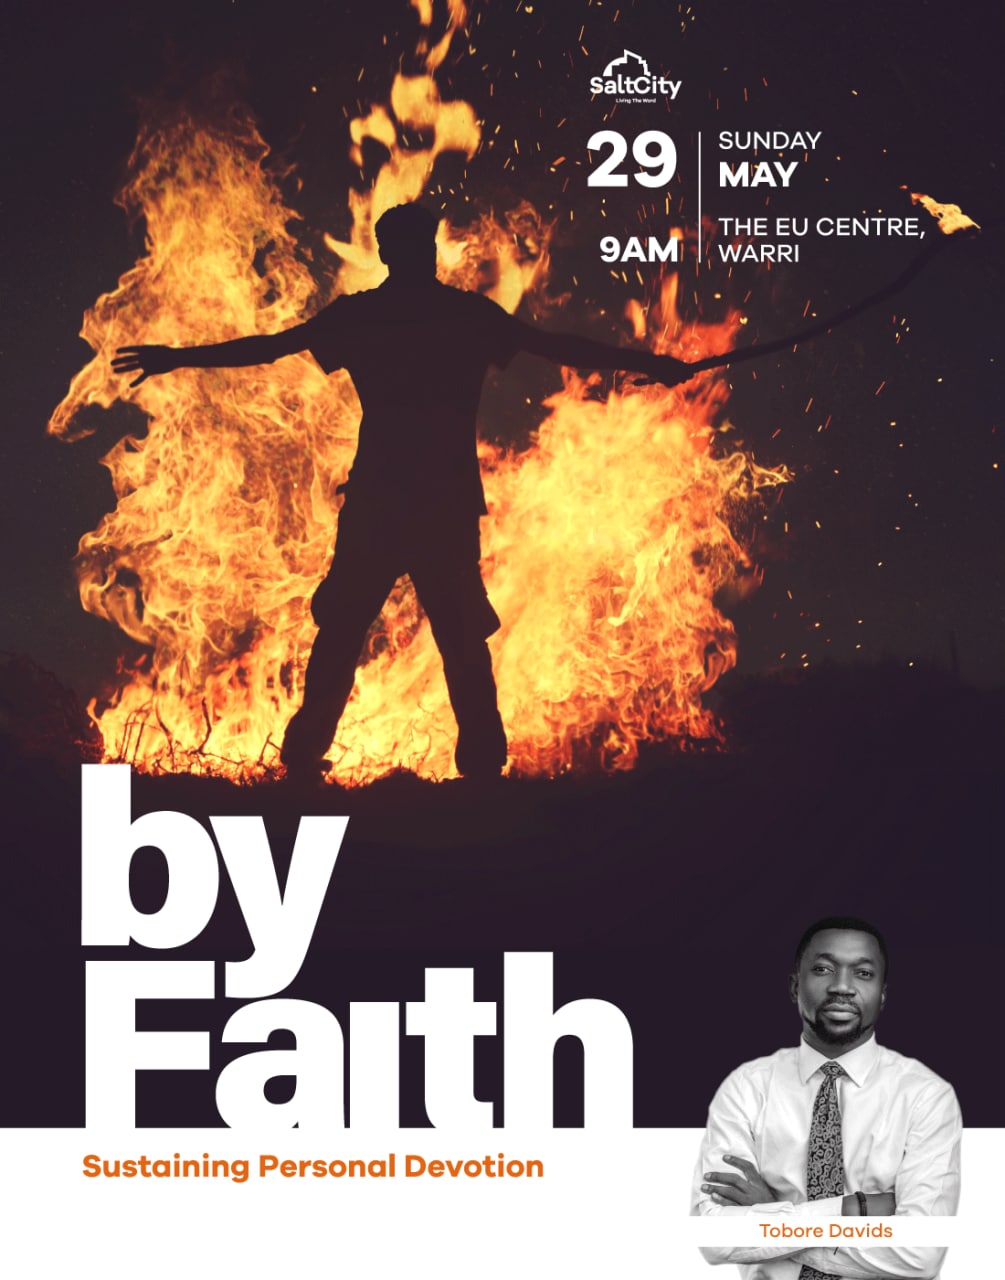 SaltCity
Living The Word
29
SUNDAY
MAY
9AM
THE EU CENTRE,
WARRI
by
Faith
Sustaining Personal Devotion
Tobore Davids